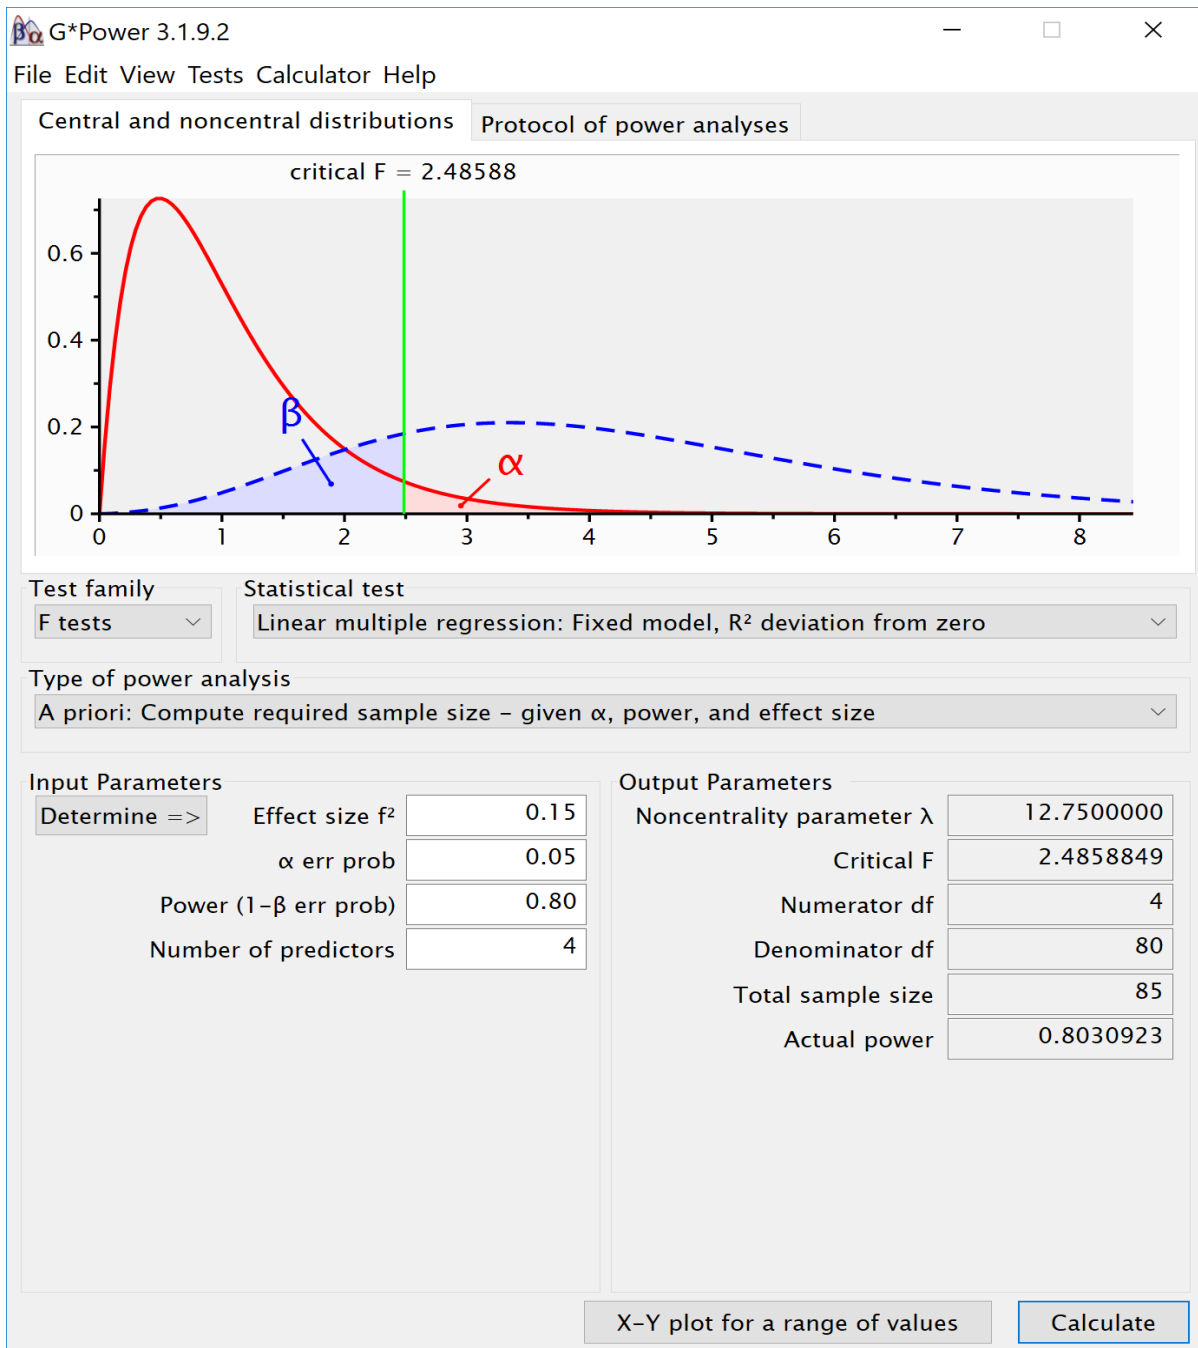 G*Power 3.1.9.2
File Edit View Tests Calculator Help
Central and noncentral distributions Protocol of power analyses
critical F = 2.48588
0.6
0.4
0.2
0
β
α
0 1 2 3 4 5 6 7 8
Test family Statistical test
F tests Linear multiple regression: Fixed model, R² deviation from zero
Type of power analysis
A priori: Compute required sample size – given α, power, and effect size
Input Parameters
Determine => Effect size f² 0.15
α err prob 0.05
Power (1–β err prob) 0.80
Number of predictors 4
Output Parameters
Noncentrality parameter λ 12.7500000
Critical F 2.4858849
Numerator df 4
Denominator df 80
Total sample size 85
Actual power 0.8030923
X–Y plot for a range of values Calculate